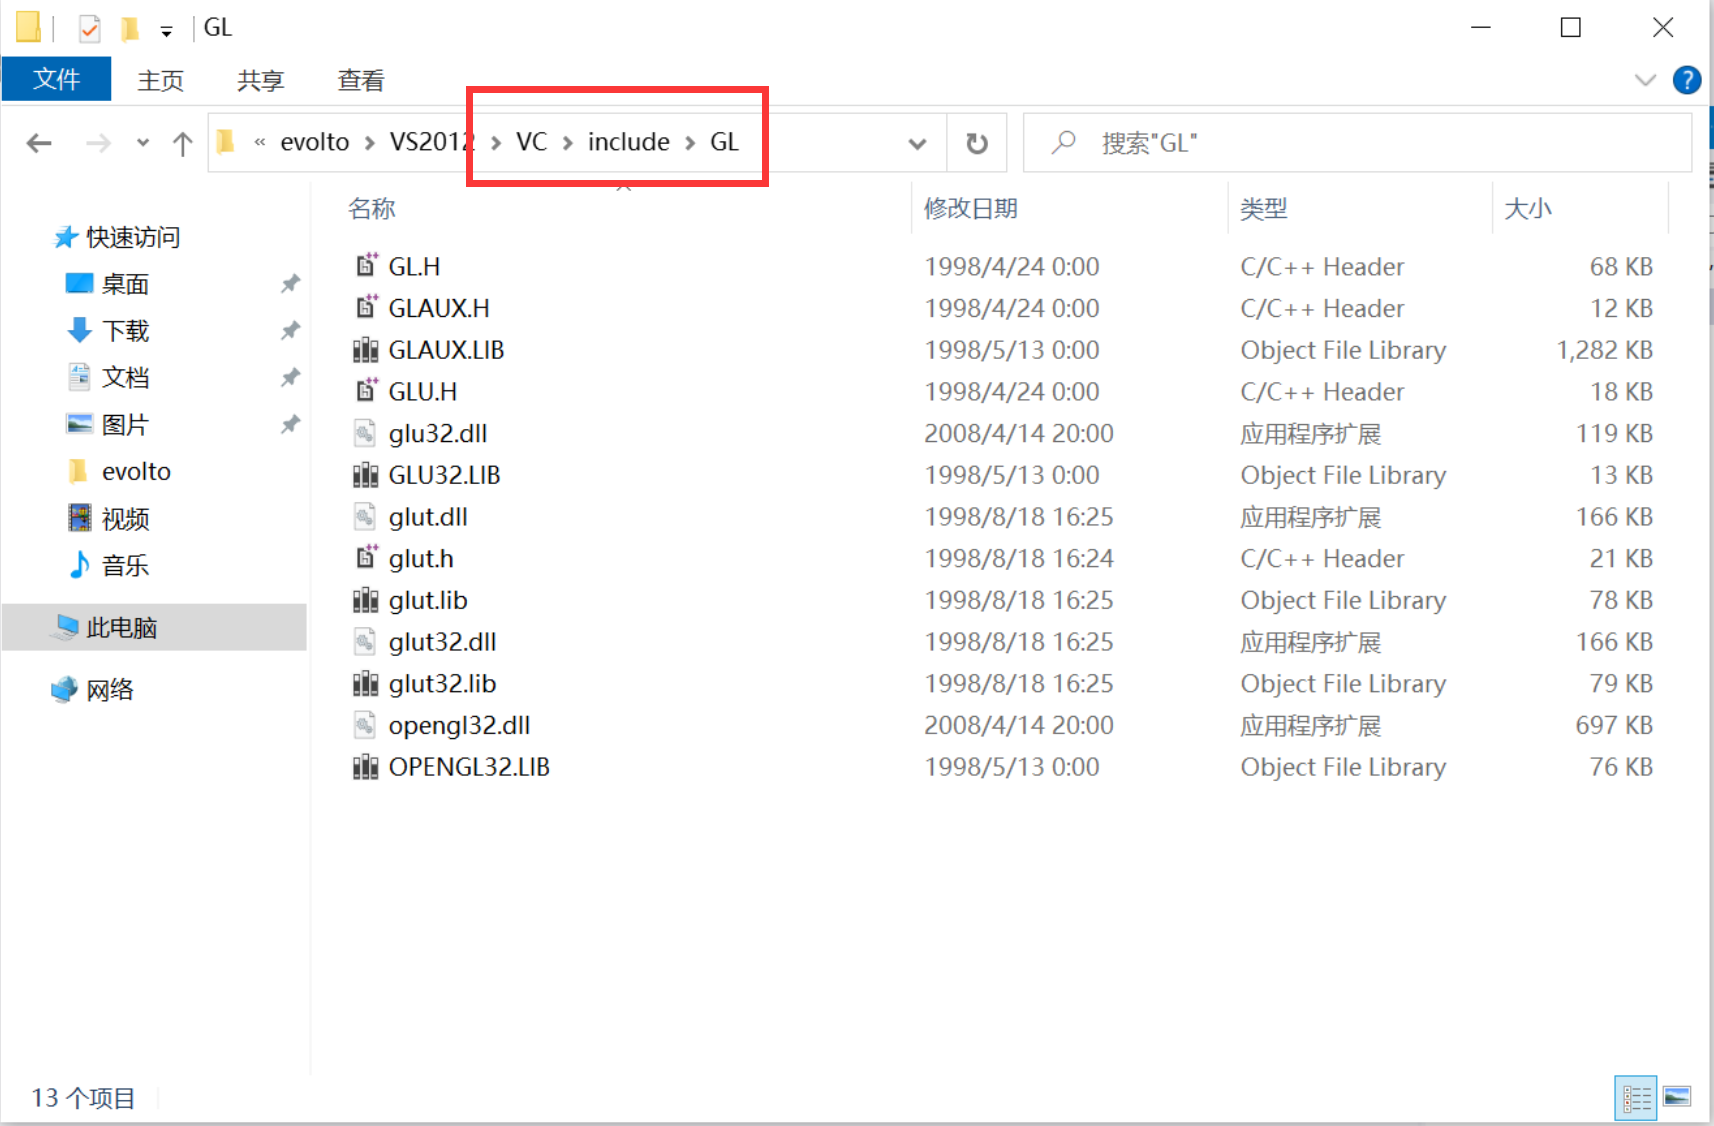 GL
文件 主页 共享 查看
« evolto › VS2012 › VC › include › GL 搜索"GL"
名称 修改日期 类型 大小
快速访问
桌面
下载
文档
图片
evolto
视频
音乐
此电脑
网络
GL.H 1998/4/24 0:00 C/C++ Header 68 KB
GLAUX.H 1998/4/24 0:00 C/C++ Header 12 KB
GLAUX.LIB 1998/5/13 0:00 Object File Library 1,282 KB
GLU.H 1998/4/24 0:00 C/C++ Header 18 KB
glu32.dll 2008/4/14 20:00 应用程序扩展 119 KB
GLU32.LIB 1998/5/13 0:00 Object File Library 13 KB
glut.dll 1998/8/18 16:25 应用程序扩展 166 KB
glut.h 1998/8/18 16:24 C/C++ Header 21 KB
glut.lib 1998/8/18 16:25 Object File Library 78 KB
glut32.dll 1998/8/18 16:25 应用程序扩展 166 KB
glut32.lib 1998/8/18 16:25 Object File Library 79 KB
opengl32.dll 2008/4/14 20:00 应用程序扩展 697 KB
OPENGL32.LIB 1998/5/13 0:00 Object File Library 76 KB
13 个项目